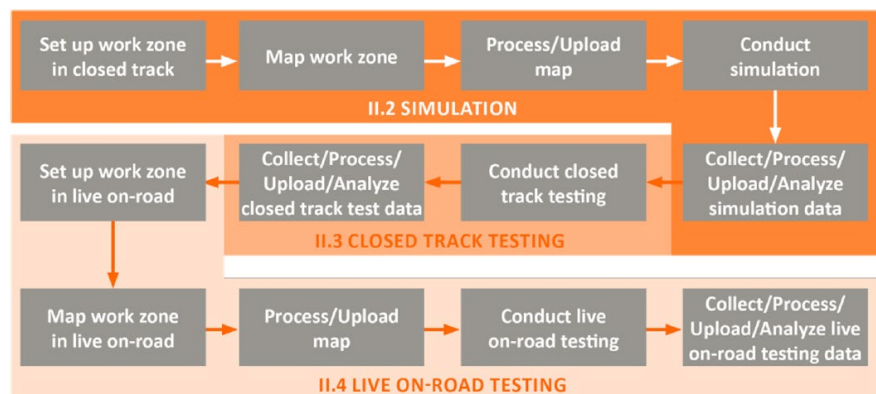 Set up work zone
in closed track
Map work zone
Process/Upload
map
Conduct
simulation
II.2 SIMULATION
Set up work zone
in live on-road
Collect/Process/
Upload/Analyze
closed track test data
Conduct closed
track testing
Collect/Process/
Upload/Analyze
simulation data
II.3 CLOSED TRACK TESTING
Map work zone
in live on-road
Process/Upload
map
Conduct live
on-road testing
Collect/Process/
Upload/Analyze live
on-road testing data
II.4 LIVE ON-ROAD TESTING